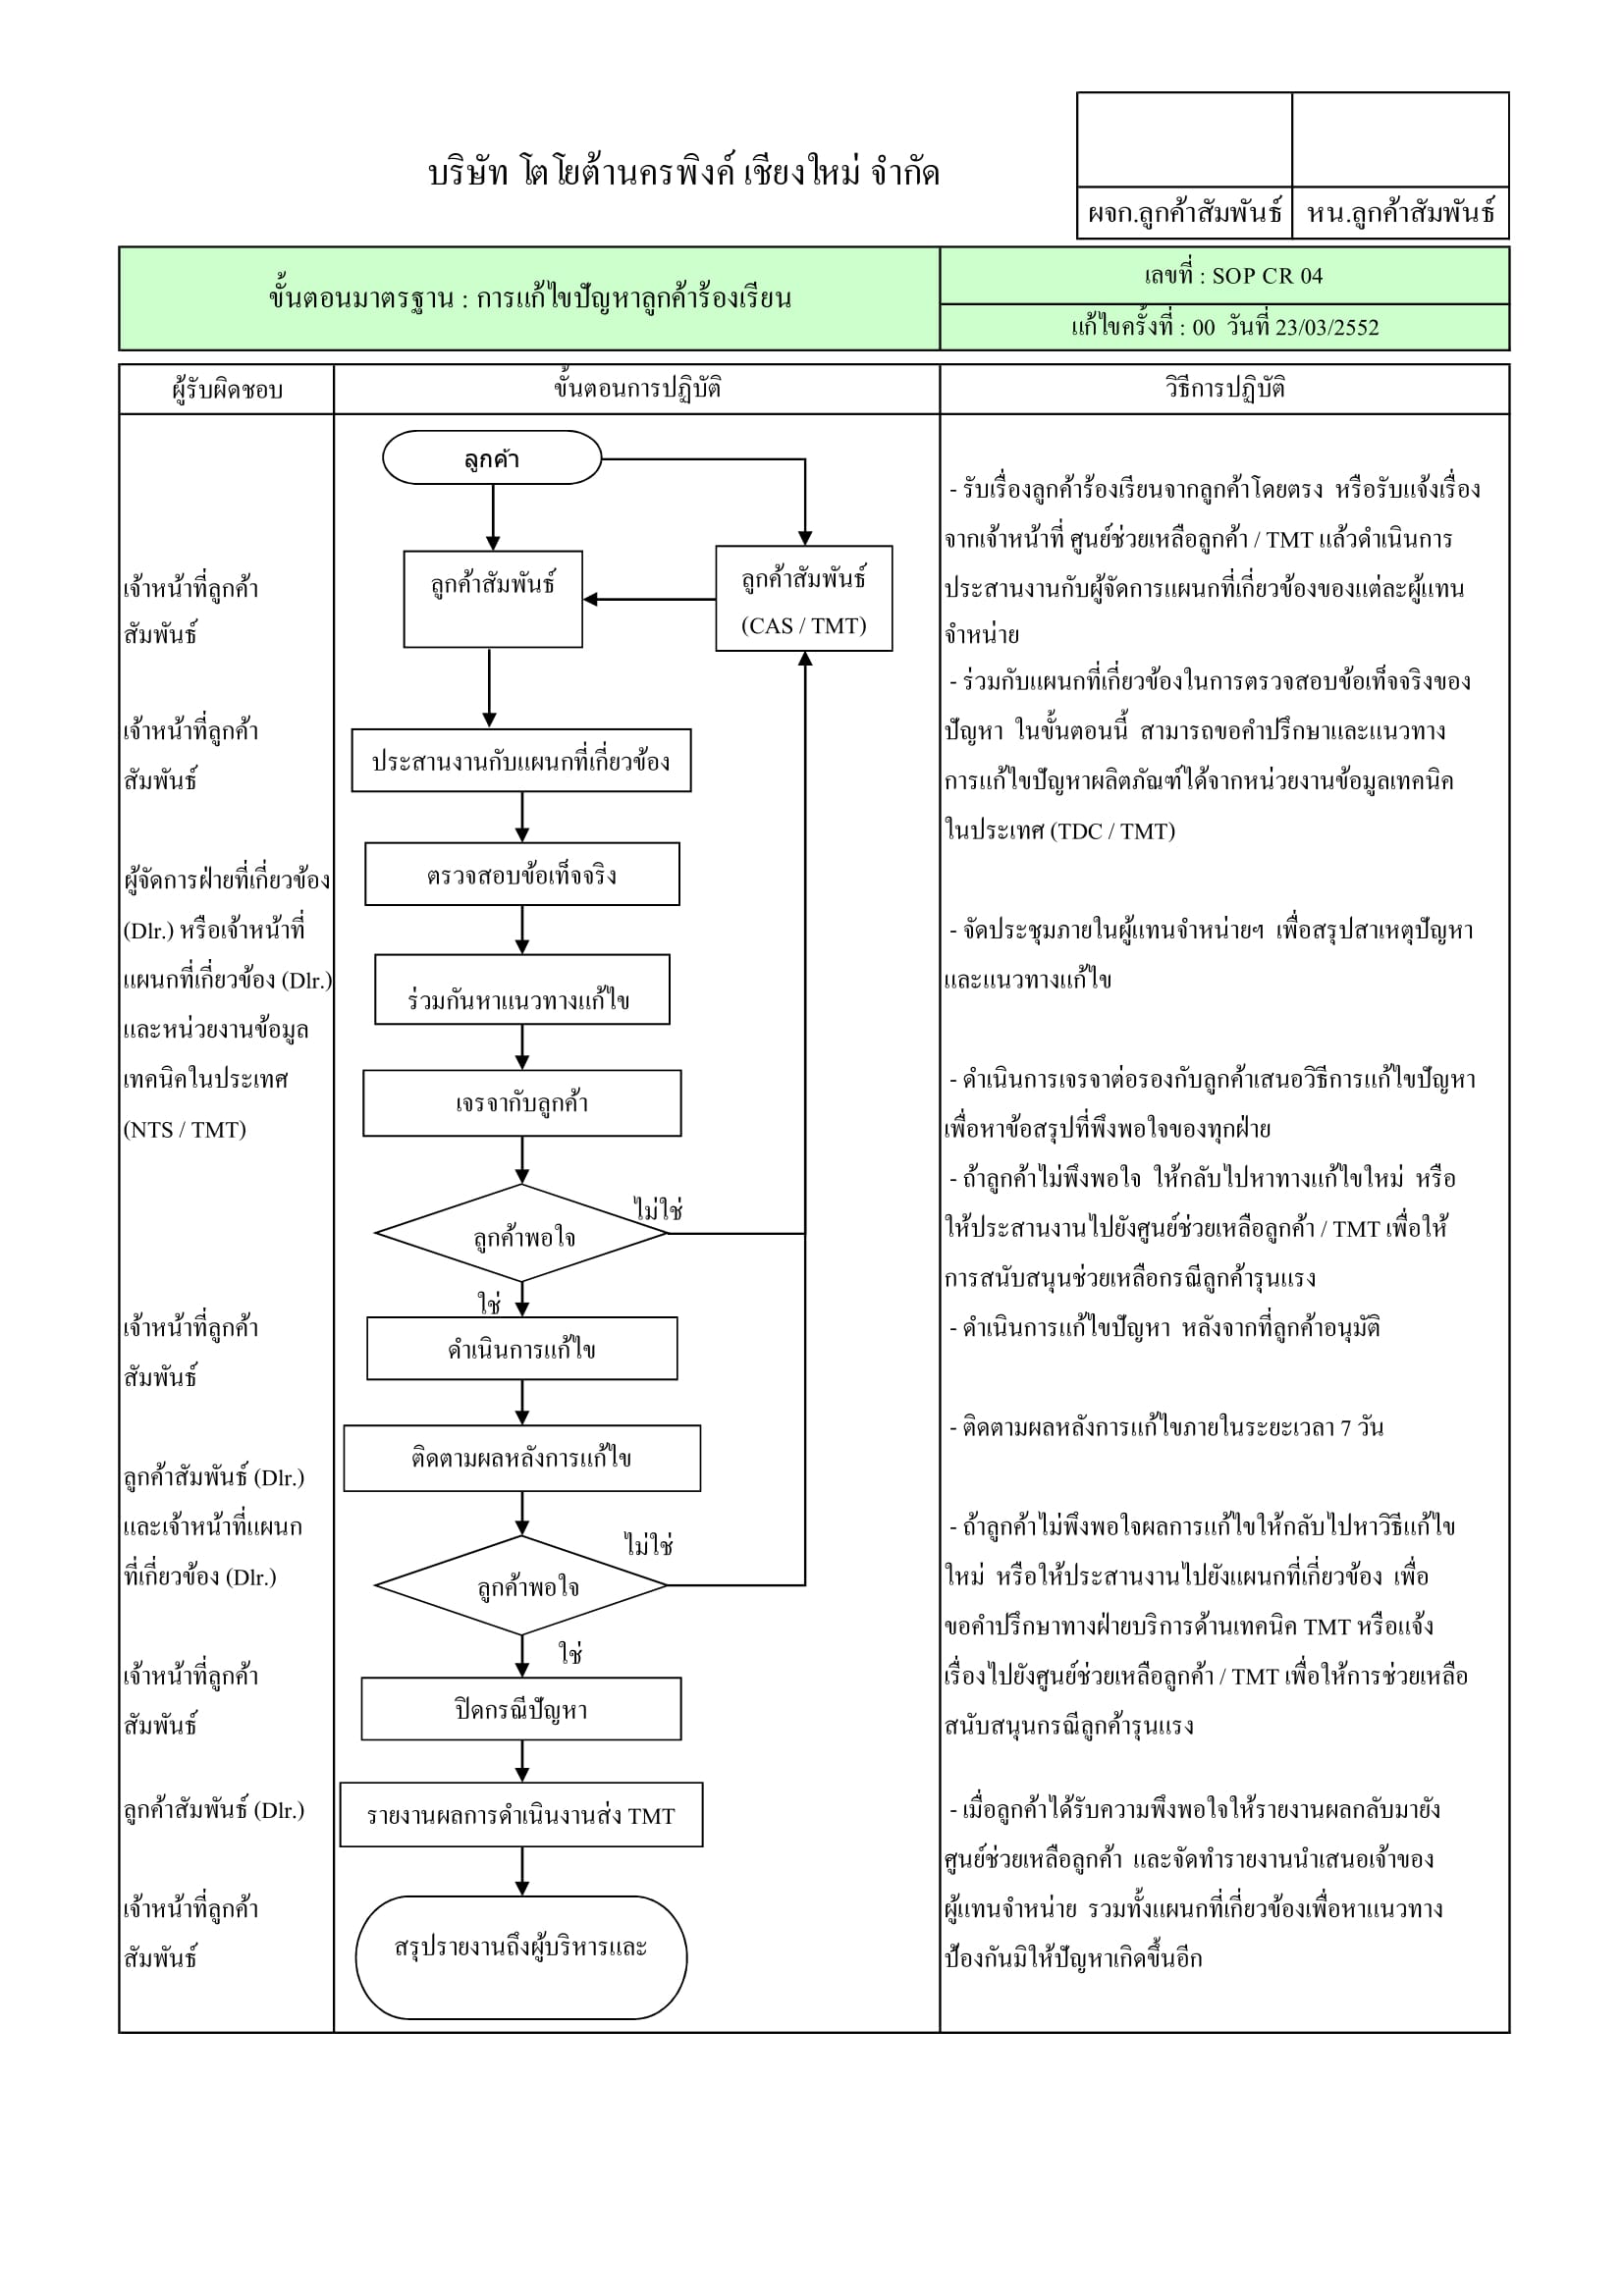 บริษัท โตโยต้านครพิงค์ เชียงใหม่ จำกัด
ผจก.ลูกค้าสัมพันธ์
หน.ลูกค้าสัมพันธ์
ขั้นตอนมาตรฐาน : การแก้ไขปัญหาลูกค้าร้องเรียน
เลขที่ : SOP CR 04
แก้ไขครั้งที่ : 00 วันที่ 23/03/2552
ผู้รับผิดชอบ
ขั้นตอนการปฏิบัติ
วิธีการปฏิบัติ
เจ้าหน้าที่ลูกค้า
สัมพันธ์
เจ้าหน้าที่ลูกค้า
สัมพันธ์
ผู้จัดการฝ่ายที่เกี่ยวข้อง
(Dlr.) หรือเจ้าหน้าที่
แผนกที่เกี่ยวข้อง (Dlr.)
และหน่วยงานข้อมูล
เทคนิคในประเทศ
(NTS / TMT)
เจ้าหน้าที่ลูกค้า
สัมพันธ์
ลูกค้าสัมพันธ์ (Dlr.)
และเจ้าหน้าที่แผนก
ที่เกี่ยวข้อง (Dlr.)
เจ้าหน้าที่ลูกค้า
สัมพันธ์
ลูกค้าสัมพันธ์ (Dlr.)
เจ้าหน้าที่ลูกค้า
สัมพันธ์
ลูกค้า
ลูกค้าสัมพันธ์
ลูกค้าสัมพันธ์
(CAS / TMT)
ประสานงานกับแผนกที่เกี่ยวข้อง
ตรวจสอบข้อเท็จจริง
ร่วมกันหาแนวทางแก้ไข
เจรจากับลูกค้า
ไม่ใช่
ลูกค้าพอใจ
ใช่
ดำเนินการแก้ไข
ติดตามผลหลังการแก้ไข
ไม่ใช่
ลูกค้าพอใจ
ใช่
ปิดกรณีปัญหา
รายงานผลการดำเนินงานส่ง TMT
สรุปรายงานถึงผู้บริหารและ
- รับเรื่องลูกค้าร้องเรียนจากลูกค้าโดยตรง หรือรับแจ้งเรื่อง
จากเจ้าหน้าที่ ศูนย์ช่วยเหลือลูกค้า / TMT แล้วดำเนินการ
ประสานงานกับผู้จัดการแผนกที่เกี่ยวข้องของแต่ละผู้แทน
จำหน่าย
- ร่วมกับแผนกที่เกี่ยวข้องในการตรวจสอบข้อเท็จจริงของ
ปัญหา ในขั้นตอนนี้ สามารถขอคำปรึกษาและแนวทาง
การแก้ไขปัญหาผลิตภัณฑ์ได้จากหน่วยงานข้อมูลเทคนิค
ในประเทศ (TDC / TMT)
- จัดประชุมภายในผู้แทนจำหน่ายฯ เพื่อสรุปสาเหตุปัญหา
และแนวทางแก้ไข
- ดำเนินการเจรจาต่อรองกับลูกค้าเสนอวิธีการแก้ไขปัญหา
เพื่อหาข้อสรุปที่พึงพอใจของทุกฝ่าย
- ถ้าลูกค้าไม่พึงพอใจ ให้กลับไปหาทางแก้ไขใหม่ หรือ
ให้ประสานงานไปยังศูนย์ช่วยเหลือลูกค้า / TMT เพื่อให้
การสนับสนุนช่วยเหลือกรณีลูกค้ารุนแรง
- ดำเนินการแก้ไขปัญหา หลังจากที่ลูกค้าอนุมัติ
- ติดตามผลหลังการแก้ไขภายในระยะเวลา 7 วัน
- ถ้าลูกค้าไม่พึงพอใจผลการแก้ไขให้กลับไปหาวิธีแก้ไข
ใหม่ หรือให้ประสานงานไปยังแผนกที่เกี่ยวข้อง เพื่อ
ขอคำปรึกษาทางฝ่ายบริการด้านเทคนิค TMT หรือแจ้ง
เรื่องไปยังศูนย์ช่วยเหลือลูกค้า / TMT เพื่อให้การช่วยเหลือ
สนับสนุนกรณีลูกค้ารุนแรง
- เมื่อลูกค้าได้รับความพึงพอใจให้รายงานผลกลับมายัง
ศูนย์ช่วยเหลือลูกค้า และจัดทำรายงานนำเสนอเจ้าของ
ผู้แทนจำหน่าย รวมทั้งแผนกที่เกี่ยวข้องเพื่อหาแนวทาง
ป้องกันมิให้ปัญหาเกิดขึ้นอีก